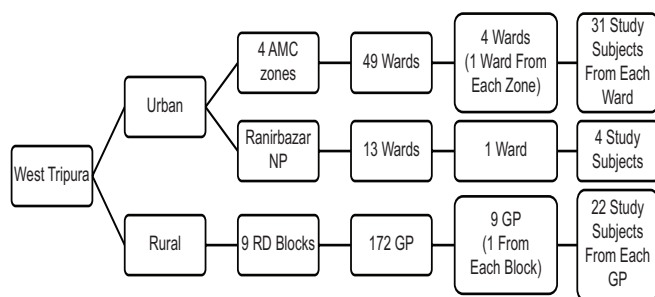 West Tripura
Urban
Rural
4 AMC
zones
Ranirbazar
NP
9 RD Blocks
49 Wards
13 Wards
172 GP
4 Wards
(1 Ward From
Each Zone)
1 Ward
9 GP
(1 From
Each Block)
31 Study
Subjects
From Each
Ward
4 Study
Subjects
22 Study
Subjects
From Each
GP